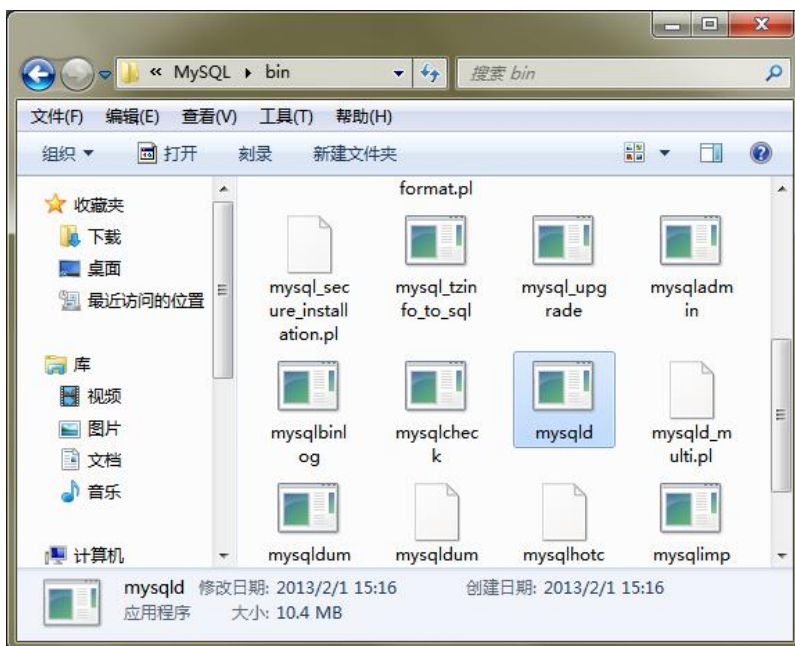 « MySQL ▸ bin
搜索 bin
文件(F) 编辑(E) 查看(V) 工具(T) 帮助(H)
组织 打开 刻录 新建文件夹
收藏夹
下载
桌面
最近访问的位置
库
视频
图片
文档
音乐
计算机
format.pl
mysql_sec
ure_install
ation.pl
mysql_tzin
fo_to_sql
mysql_upg
rade
mysqladm
in
mysqlbinl
og
mysqlchec
k
mysqld
mysqld_m
ulti.pl
mysqldum
mysqldum
mysqlhotc
mysqlimp
mysqld 修改日期: 2013/2/1 15:16 创建日期: 2013/2/1 15:16
应用程序 大小: 10.4 MB